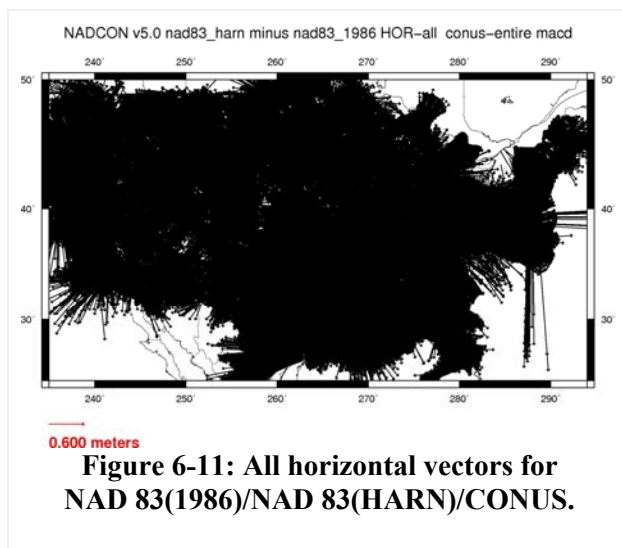 NADCON v5.0 nad83_harn minus nad83_1986 HOR-all conus-entire macd
240° 250° 260° 270° 280° 290°
50° 50°
40° 40°
30° 30°
240° 250° 260° 270° 280° 290°
0.600 meters
Figure 6-11: All horizontal vectors for
NAD 83(1986)/NAD 83(HARN)/CONUS.